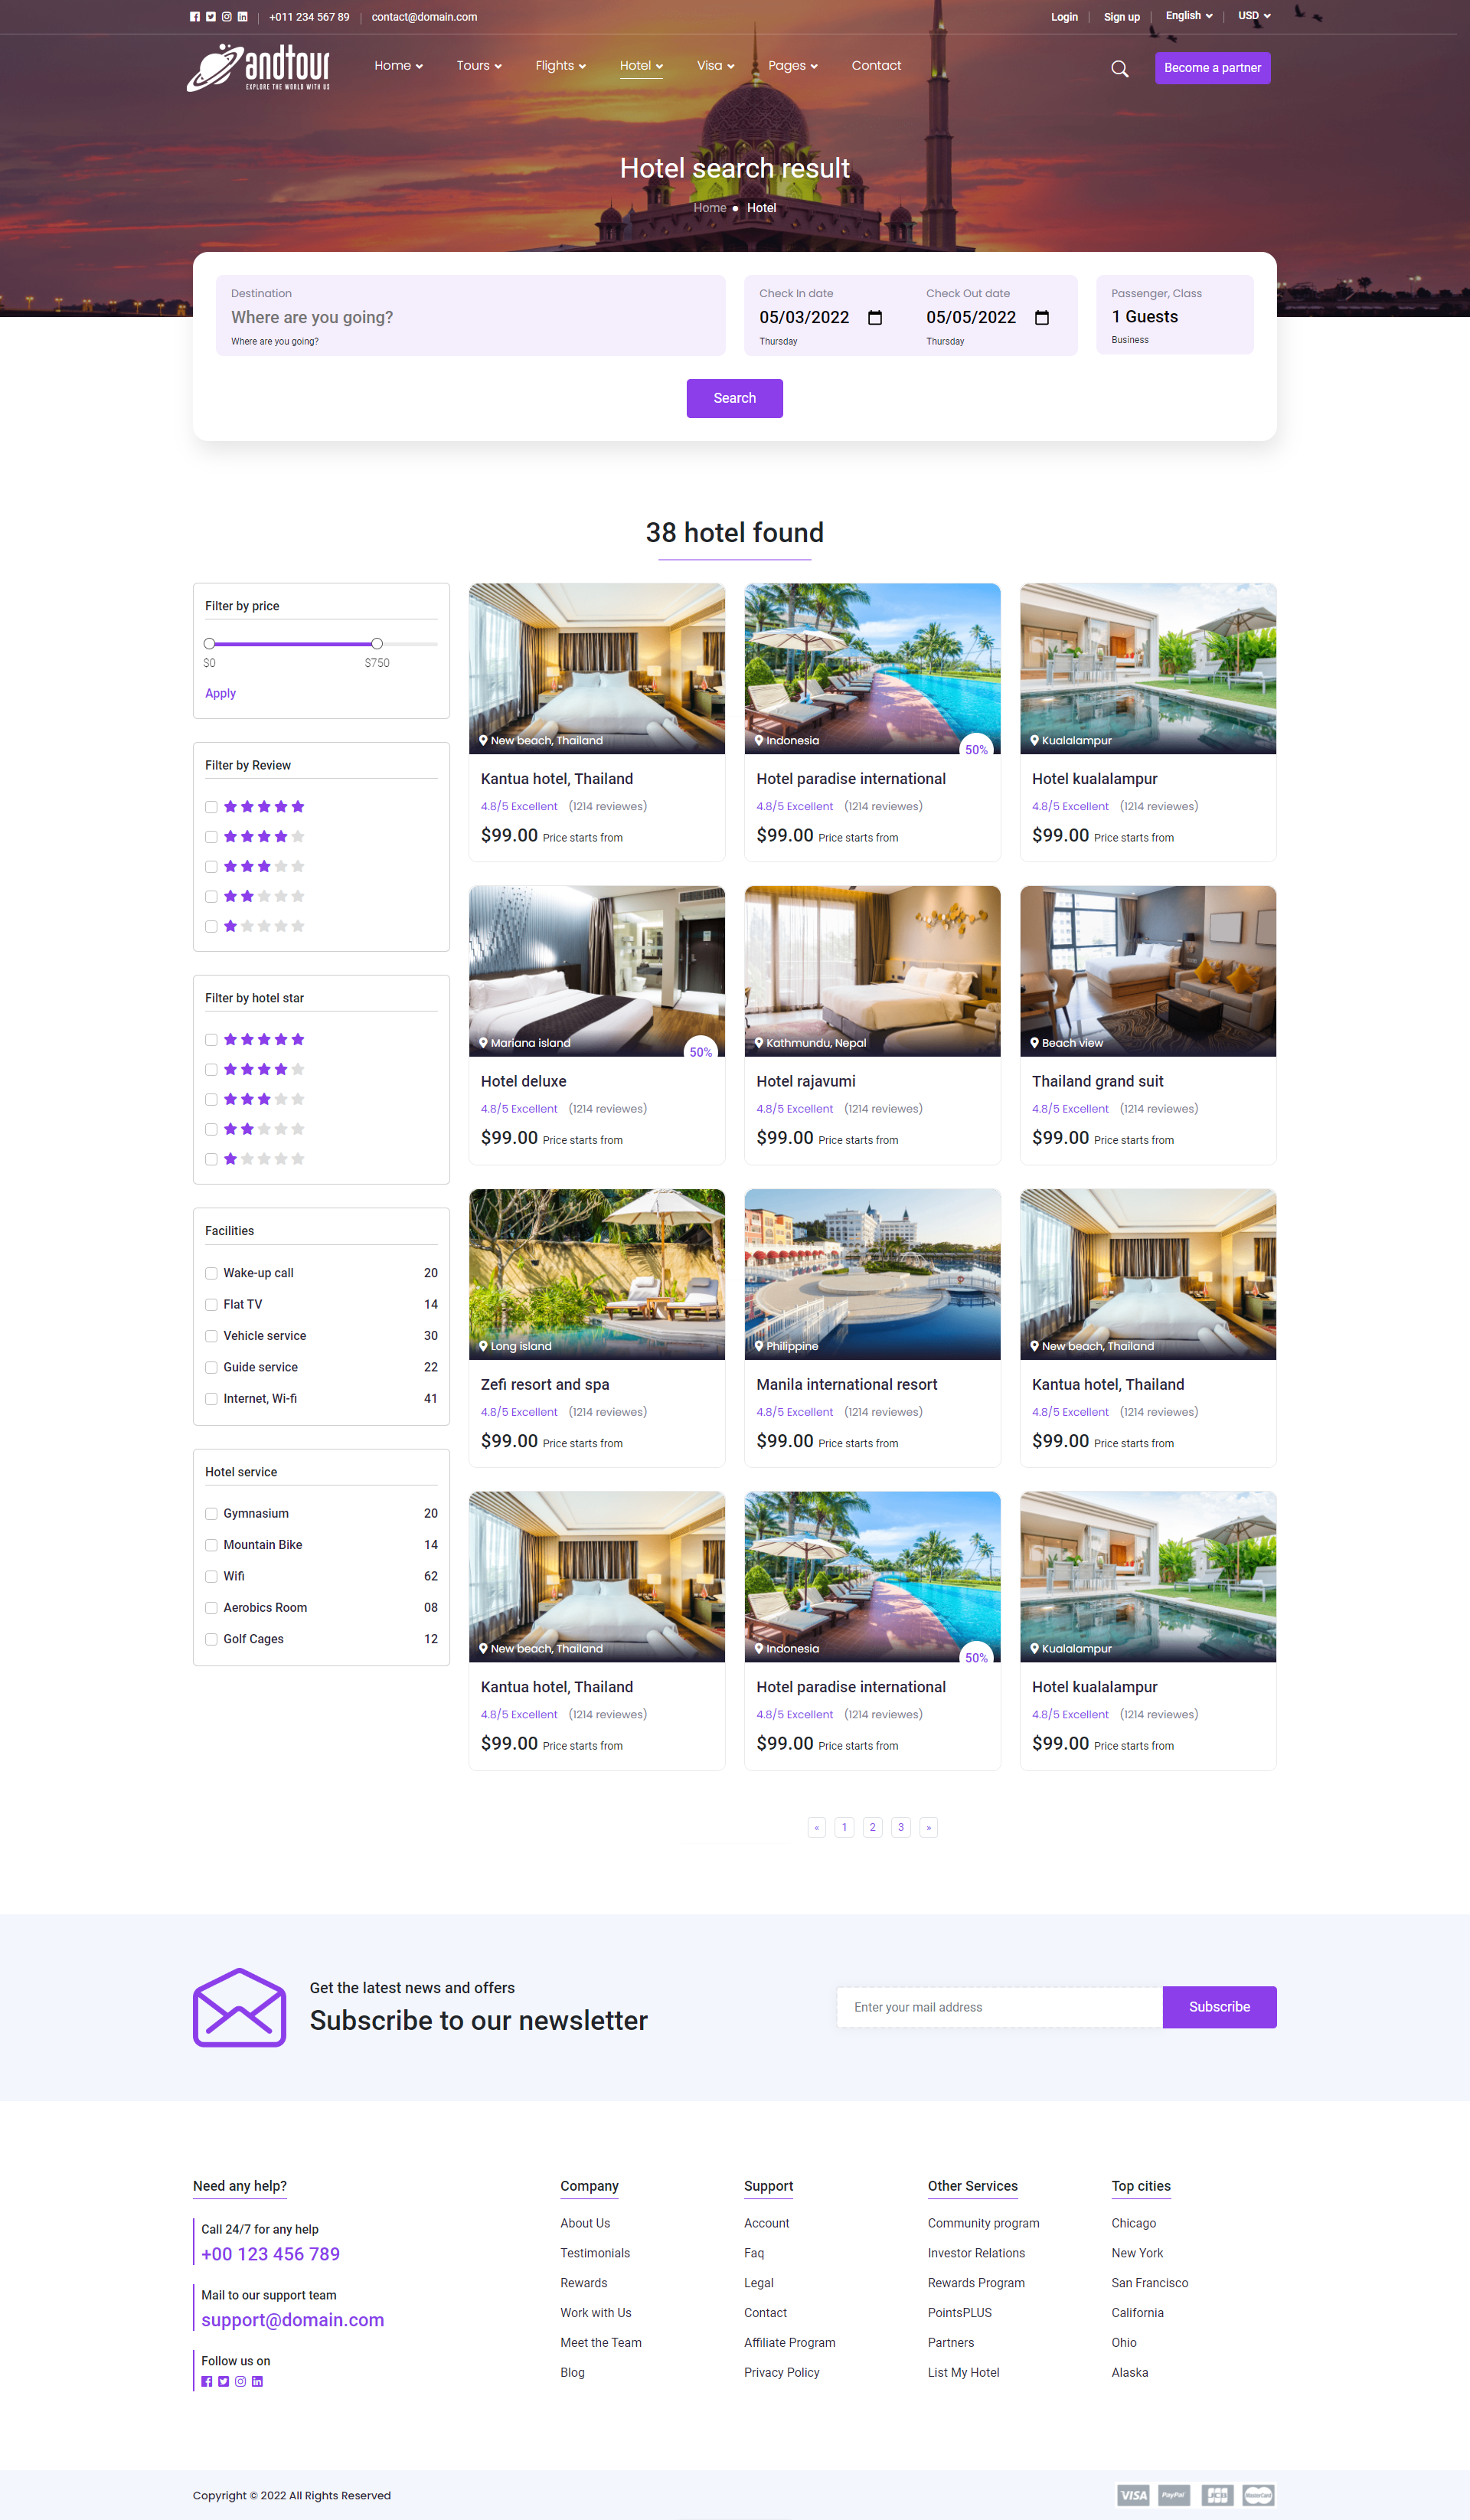 +011 234 567 89
contact@domain.com
Login
Sign up
English
USD
andtour
EXPLORE THE WORLD WITH US
Home
Tours
Flights
Hotel
Visa
Pages
Contact
Become a partner
Hotel search result
Home
Hotel
Destination
Where are you going?
Where are you going?
Check In date
05/03/2022
Thursday
Check Out date
05/05/2022
Thursday
Passenger, Class
1 Guests
Business
Search
38 hotel found
Filter by price
$0
$750
Apply
Filter by Review
Filter by hotel star
Facilities
Wake-up call 20
Flat TV 14
Vehicle service 30
Guide service 22
Internet, Wi-fi 41
Hotel service
Gymnasium 20
Mountain Bike 14
Wifi 62
Aerobics Room 08
Golf Cages 12
New beach, Thailand
Kantua hotel, Thailand
4.8/5 Excellent (1214 reviewes)
$99.00 Price starts from
Indonesia
50%
Hotel paradise international
4.8/5 Excellent (1214 reviewes)
$99.00 Price starts from
Kualalampur
Hotel kualalampur
4.8/5 Excellent (1214 reviewes)
$99.00 Price starts from
Mariana island
50%
Hotel deluxe
4.8/5 Excellent (1214 reviewes)
$99.00 Price starts from
Kathmundu, Nepal
Hotel rajavumi
4.8/5 Excellent (1214 reviewes)
$99.00 Price starts from
Beach view
Thailand grand suit
4.8/5 Excellent (1214 reviewes)
$99.00 Price starts from
Long island
Zefi resort and spa
4.8/5 Excellent (1214 reviewes)
$99.00 Price starts from
Philippine
Manila international resort
4.8/5 Excellent (1214 reviewes)
$99.00 Price starts from
New beach, Thailand
Kantua hotel, Thailand
4.8/5 Excellent (1214 reviewes)
$99.00 Price starts from
New beach, Thailand
Kantua hotel, Thailand
4.8/5 Excellent (1214 reviewes)
$99.00 Price starts from
Indonesia
50%
Hotel paradise international
4.8/5 Excellent (1214 reviewes)
$99.00 Price starts from
Kualalampur
Hotel kualalampur
4.8/5 Excellent (1214 reviewes)
$99.00 Price starts from
« 1 2 3 »
Get the latest news and offers
Subscribe to our newsletter
Enter your mail address
Subscribe
Need any help?
Call 24/7 for any help
+00 123 456 789
Mail to our support team
support@domain.com
Follow us on
Company
About Us
Testimonials
Rewards
Work with Us
Meet the Team
Blog
Support
Account
Faq
Legal
Contact
Affiliate Program
Privacy Policy
Other Services
Community program
Investor Relations
Rewards Program
PointsPLUS
Partners
List My Hotel
Top cities
Chicago
New York
San Francisco
California
Ohio
Alaska
Copyright © 2022 All Rights Reserved
VISA
PayPal
JCB
MasterCard